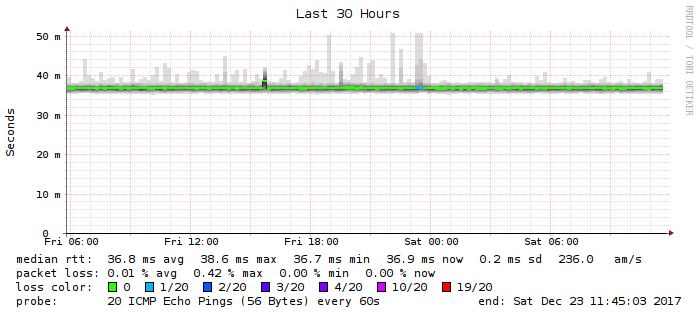 Last 30 Hours
RRDTOOL / TOBI OETIKER
Seconds
50 m
40 m
30 m
20 m
10 m
0
Fri 06:00 Fri 12:00 Fri 18:00 Sat 00:00 Sat 06:00
median rtt: 36.8 ms avg 38.6 ms max 36.7 ms min 36.9 ms now 0.2 ms sd 236.0 am/s
packet loss: 0.01 % avg 0.42 % max 0.00 % min 0.00 % now
loss color: 0 1/20 2/20 3/20 4/20 10/20 19/20
probe: 20 ICMP Echo Pings (56 Bytes) every 60s end: Sat Dec 23 11:45:03 2017